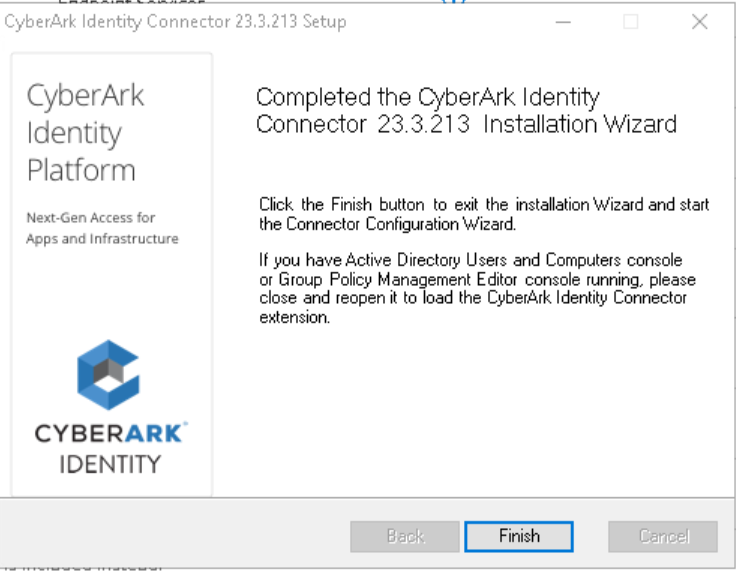 CyberArk Identity Connector 23.3.213 Setup
CyberArk
Identity
Platform
Next-Gen Access for
Apps and Infrastructure
CYBERARK
IDENTITY
Completed the CyberArk Identity
Connector 23.3.213 Installation Wizard
Click the Finish button to exit the installation Wizard and start
the Connector Configuration Wizard.
If you have Active Directory Users and Computers console
or Group Policy Management Editor console running, please
close and reopen it to load the CyberArk Identity Connector
extension.
Back
Finish
Cancel